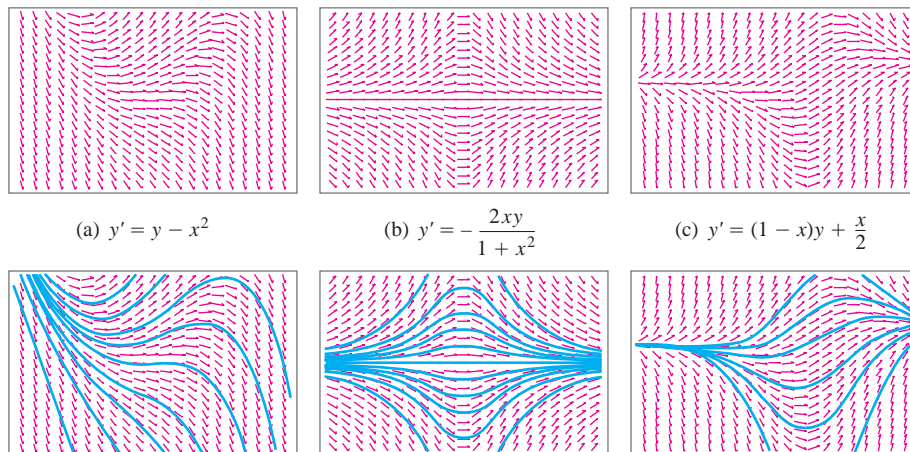 (a) y′ = y − x²
(b) y′ = − 2xy / (1 + x²)
(c) y′ = (1 − x)y + x/2